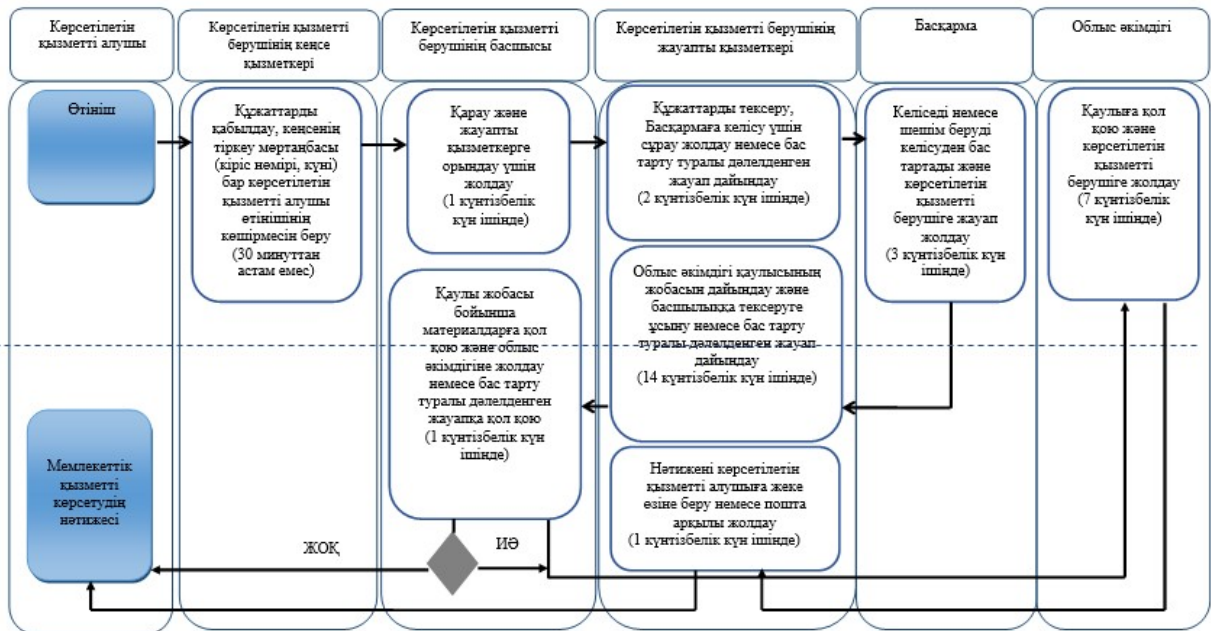 Көрсетілетін
қызметті алушы
Көрсетілетін қызметті
берушінің кеңсе
қызметкері
Көрсетілетін қызметті
берушінің басшысы
Көрсетілетін қызметті берушінің
жауапты қызметкері
Басқарма
Облыс әкімдігі
Өтініш
Құжаттарды
қабылдау, кеңсенің
тіркеу мөртаңбасы
(кіріс нөмірі, күні)
бар көрсетілетін
қызметті алушы
өтінішінің
көшірмесін беру
(30 минуттан
астам емес)
Қарау және
жауапты
қызметкерге
орындау үшін
жолдау
(1 күнтізбелік
күн ішінде)
Құжаттарды тексеру,
Басқармаға келісу үшін
сұрау жолдау немесе бас
тарту туралы дәлелденген
жауап дайындау
(2 күнтізбелік күн ішінде)
Келіседі немесе
шешім беруді
келісуден бас
тартады және
көрсетілетін
қызметті
берушіге жауап
жолдау
(3 күнтізбелік күн
ішінде)
Қаулыға қол
қою және
көрсетілетін
қызметті
берушіге жолдау
(7 күнтізбелік
күн ішінде)
Қаулы жобасы
бойынша
материалдарға қол
қою және облыс
әкімдігіне жолдау
немесе бас тарту
туралы дәлелденген
жауапқа қол қою
(1 күнтізбелік күн
ішінде)
Облыс әкімдігі қаулысының
жобасын дайындау және
басшылыққа тексеруге
ұсыну немесе бас тарту
туралы дәлелденген жауап
дайындау
(14 күнтізбелік күн ішінде)
Мемлекеттік
қызметті
көрсетудің
нәтижесі
Нәтижені көрсетілетін
қызметті алушыға жеке
өзіне беру немесе пошта
арқылы жолдау
(1 күнтізбелік күн ішінде)
ЖОҚ
ИӘ